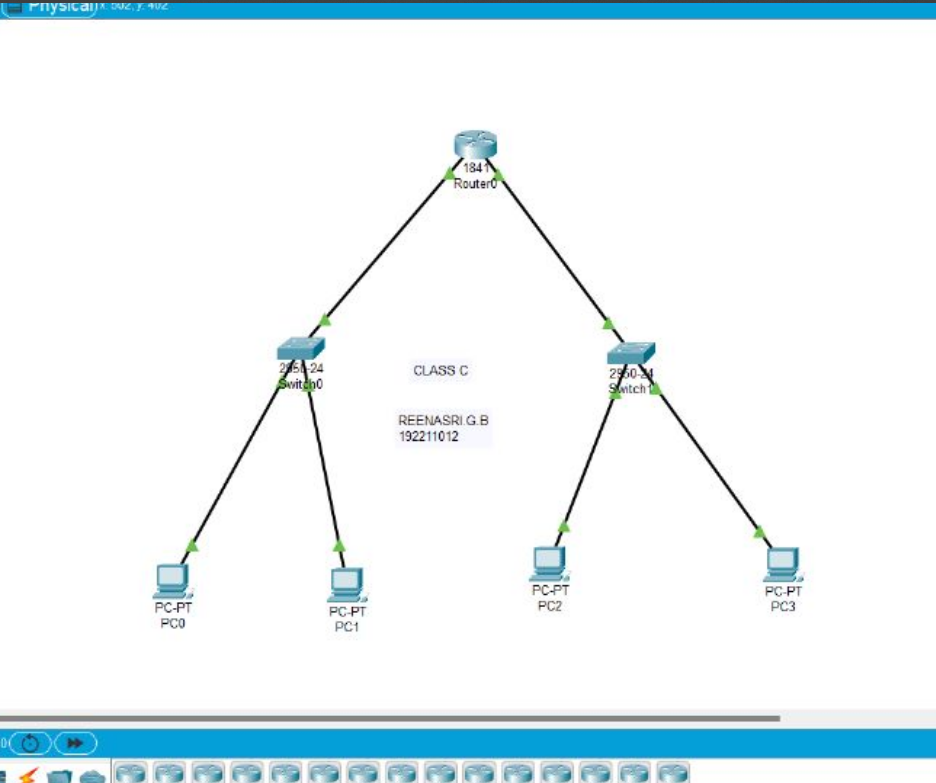 Physical x: 502, y: 402
1841
Router0
2950-24
Switch0
CLASS C
2950-24
Switch1
REENASRI.G.B
192211012
PC-PT
PC0
PC-PT
PC1
PC-PT
PC2
PC-PT
PC3